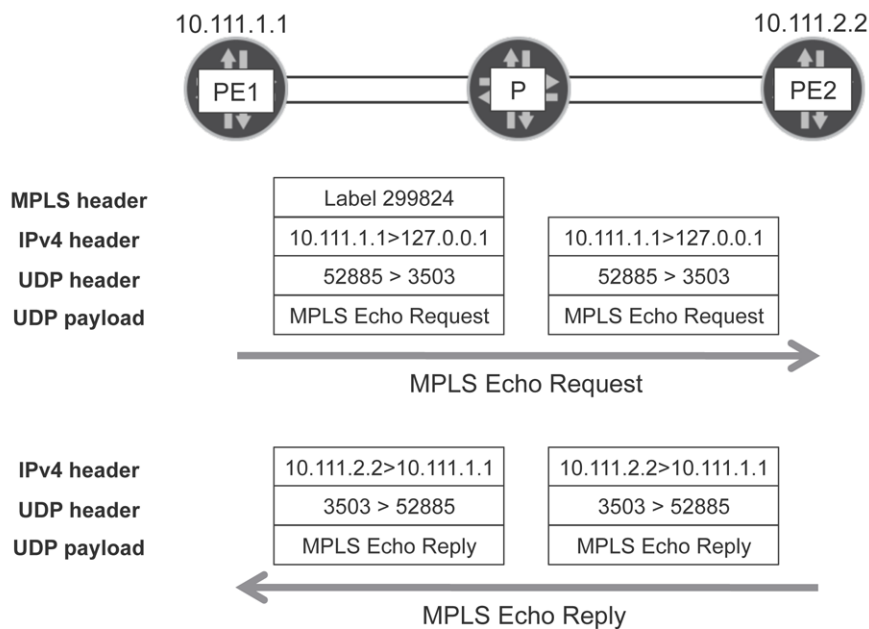 10.111.1.1 10.111.2.2
PE1 P PE2
MPLS header Label 299824
IPv4 header 10.111.1.1>127.0.0.1 10.111.1.1>127.0.0.1
UDP header 52885 > 3503 52885 > 3503
UDP payload MPLS Echo Request MPLS Echo Request
MPLS Echo Request
IPv4 header 10.111.2.2>10.111.1.1 10.111.2.2>10.111.1.1
UDP header 3503 > 52885 3503 > 52885
UDP payload MPLS Echo Reply MPLS Echo Reply
MPLS Echo Reply